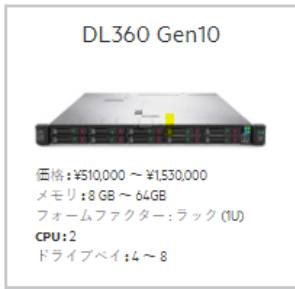 DL360 Gen10
価格:¥510,000 ～ ¥1,530,000
メモリ:8 GB ～ 64GB
フォームファクター : ラック (1U)
CPU:2
ドライブベイ:4 ～ 8